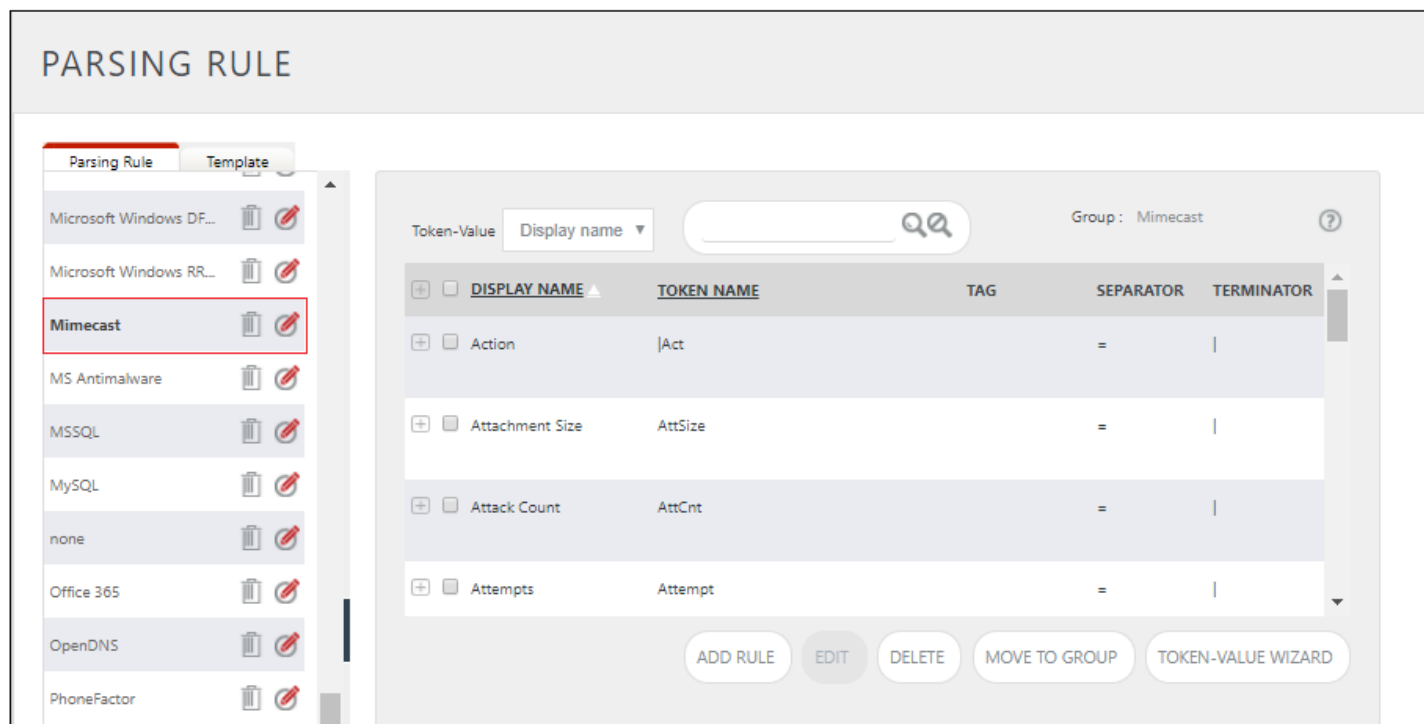 PARSING RULE
Parsing Rule Template
Microsoft Windows DF...
Microsoft Windows RR...
Mimecast
MS Antimalware
MSSQL
MySQL
none
Office 365
OpenDNS
PhoneFactor
Token-Value Display name Group : Mimecast
DISPLAY NAME TOKEN NAME TAG SEPARATOR TERMINATOR
Action |Act = |
Attachment Size AttSize = |
Attack Count AttCnt = |
Attempts Attempt = |
ADD RULE EDIT DELETE MOVE TO GROUP TOKEN-VALUE WIZARD